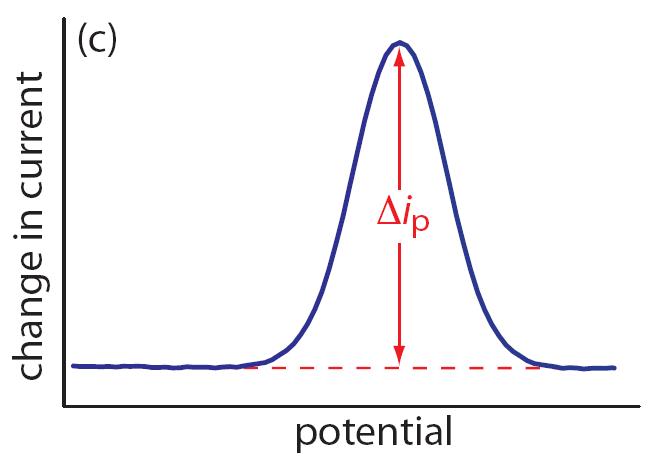 (c)
change in current
Δip
potential